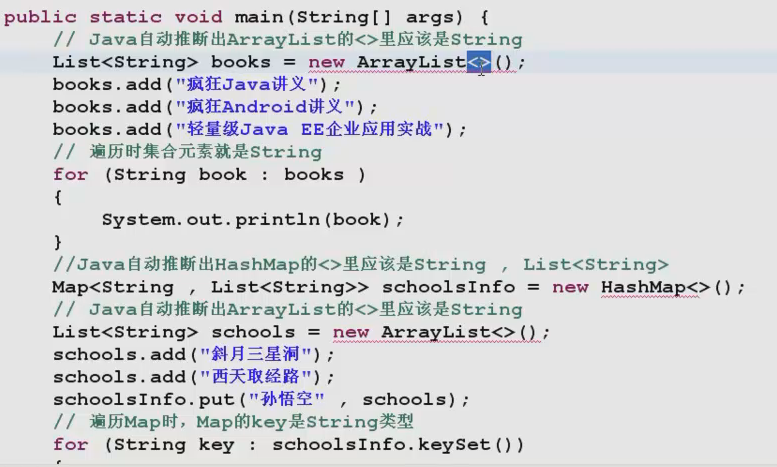 public static void main(String[] args) {
// Java自动推断出ArrayList的<>里应该是String
List<String> books = new ArrayList<>();
books.add("疯狂Java讲义");
books.add("疯狂Android讲义");
books.add("轻量级Java EE企业应用实战");
// 遍历时集合元素就是String
for (String book : books )
{
System.out.println(book);
}
//Java自动推断出HashMap的<>里应该是String , List<String>
Map<String , List<String>> schoolsInfo = new HashMap<>();
// Java自动推断出ArrayList的<>里应该是String
List<String> schools = new ArrayList<>();
schools.add("斜月三星洞");
schools.add("西天取经路");
schoolsInfo.put("孙悟空" , schools);
// 遍历Map时，Map的key是String类型
for (String key : schoolsInfo.keySet())